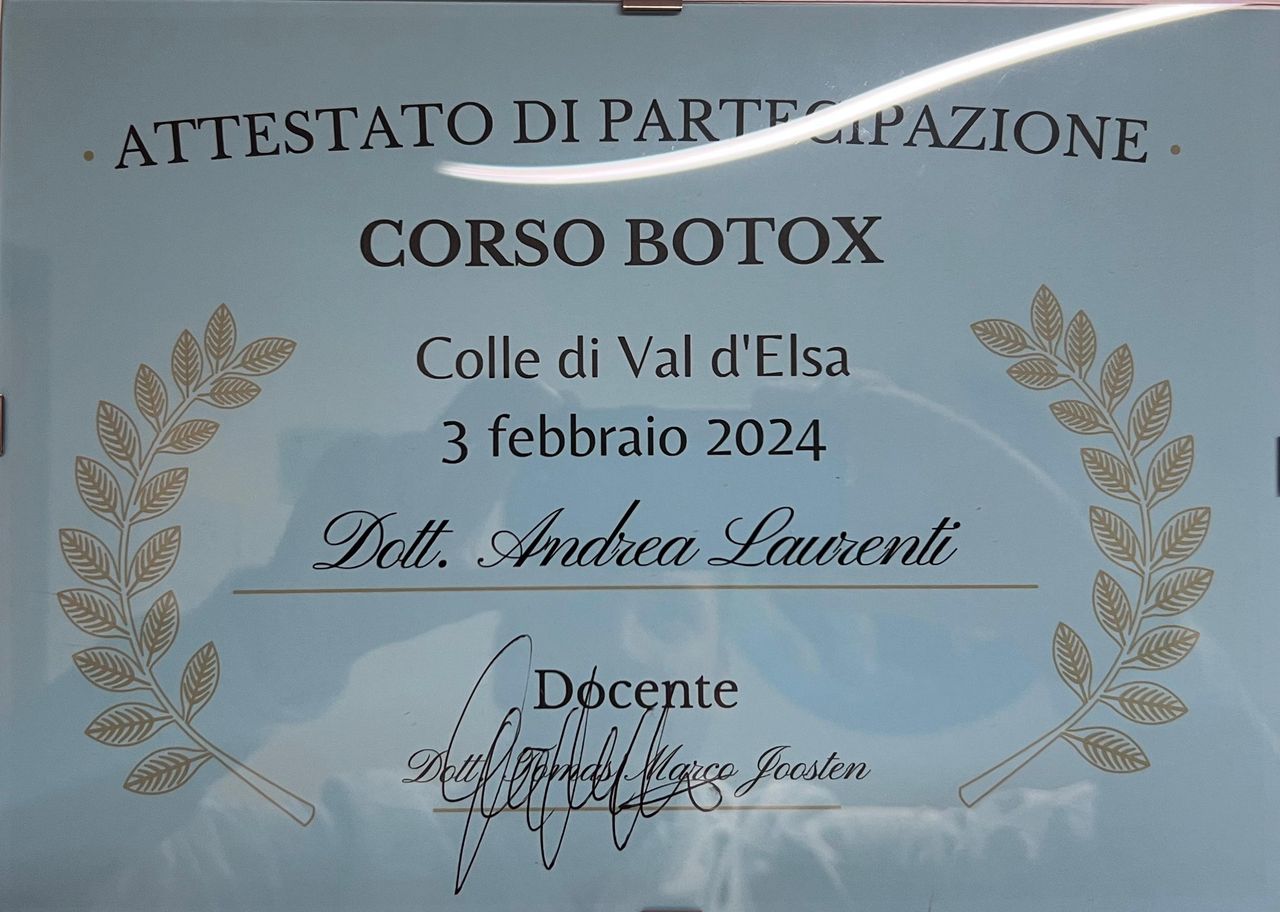 ATTESTATO DI PARTECIPAZIONE
CORSO BOTOX
Colle di Val d'Elsa
3 febbraio 2024
Dott. Andrea Laurenti
Docente
Dott. Tomas Marco Joosten